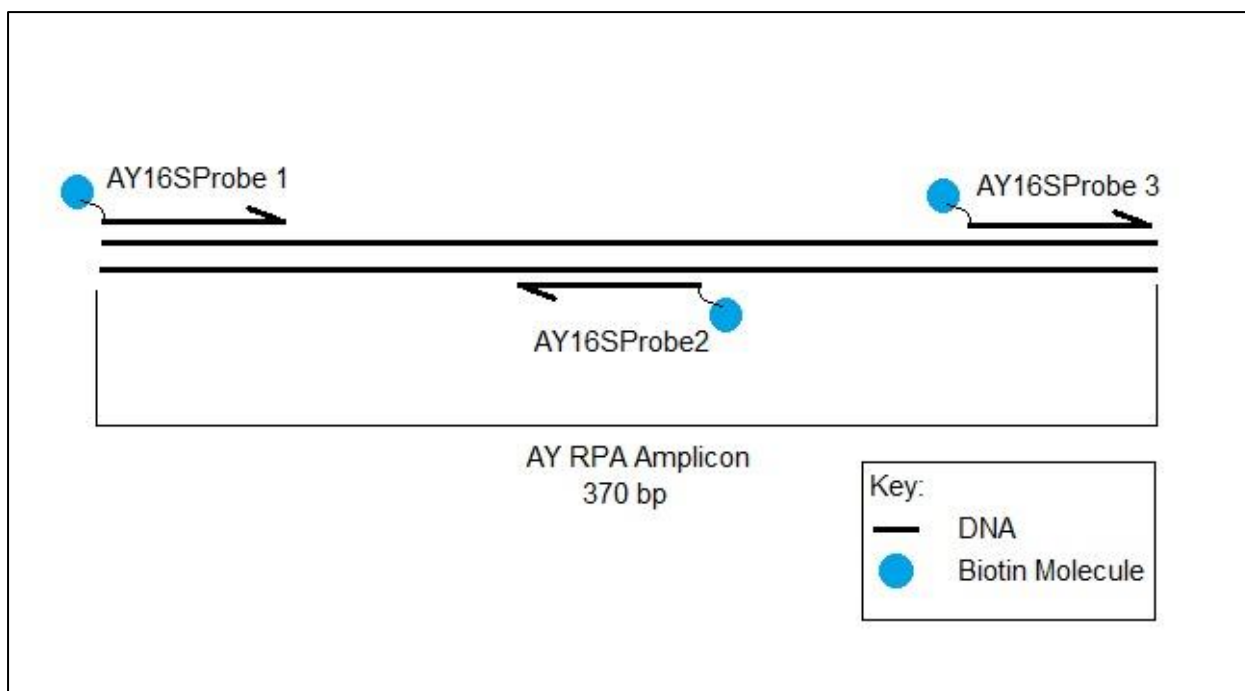 AY16SProbe 1
AY16SProbe 3
AY16SProbe2
AY RPA Amplicon
370 bp
Key:
DNA
Biotin Molecule